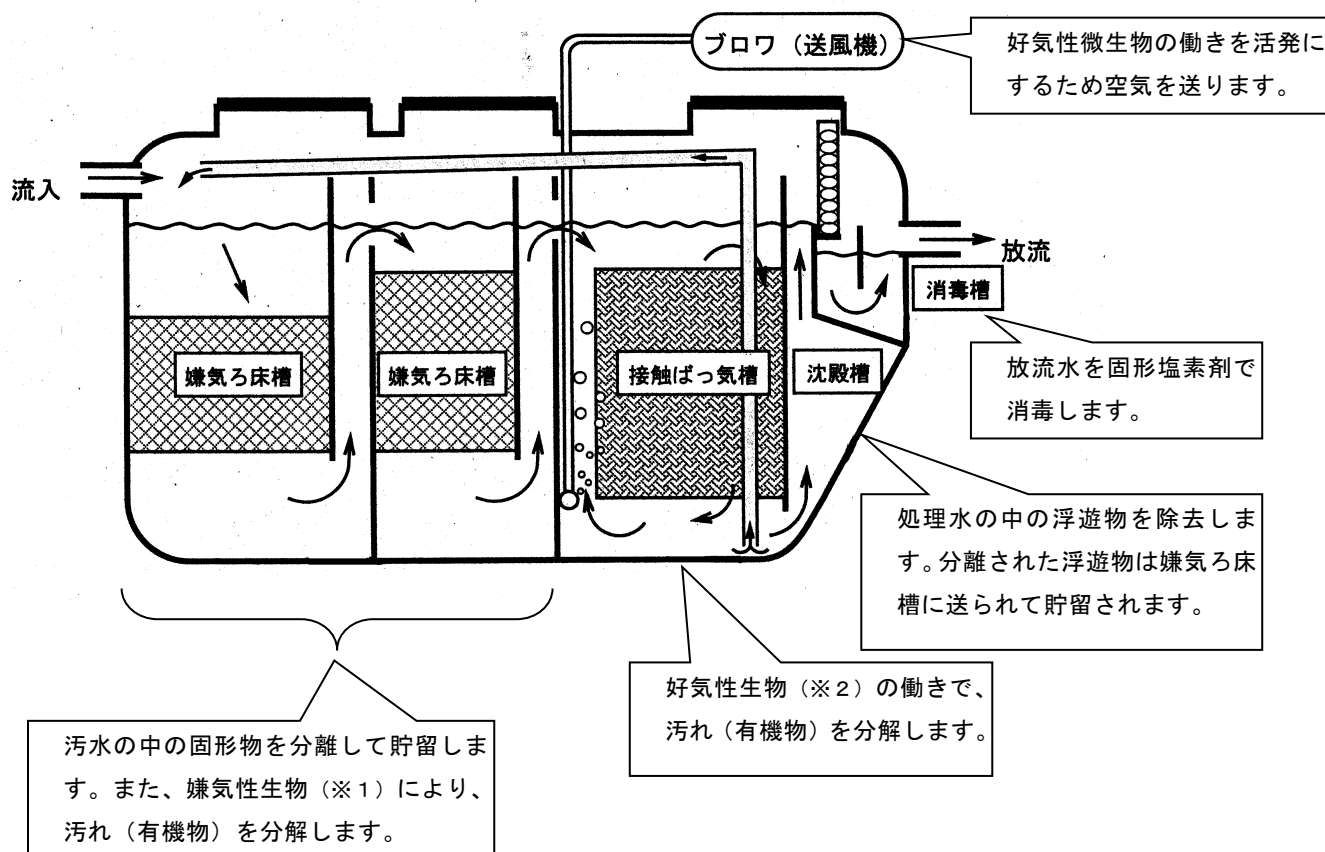 ブロワ（送風機）
好気性微生物の働きを活発に
するため空気を送ります。
流入
放流
消毒槽
嫌気ろ床槽
嫌気ろ床槽
接触ばっ気槽
沈殿槽
放流水を固形塩素剤で
消毒します。
処理水の中の浮遊物を除去しま
す。分離された浮遊物は嫌気ろ床
槽に送られて貯留されます。
好気性生物（※２）の働きで、
汚れ（有機物）を分解します。
汚水の中の固形物を分離して貯留しま
す。また、嫌気性生物（※１）により、
汚れ（有機物）を分解します。